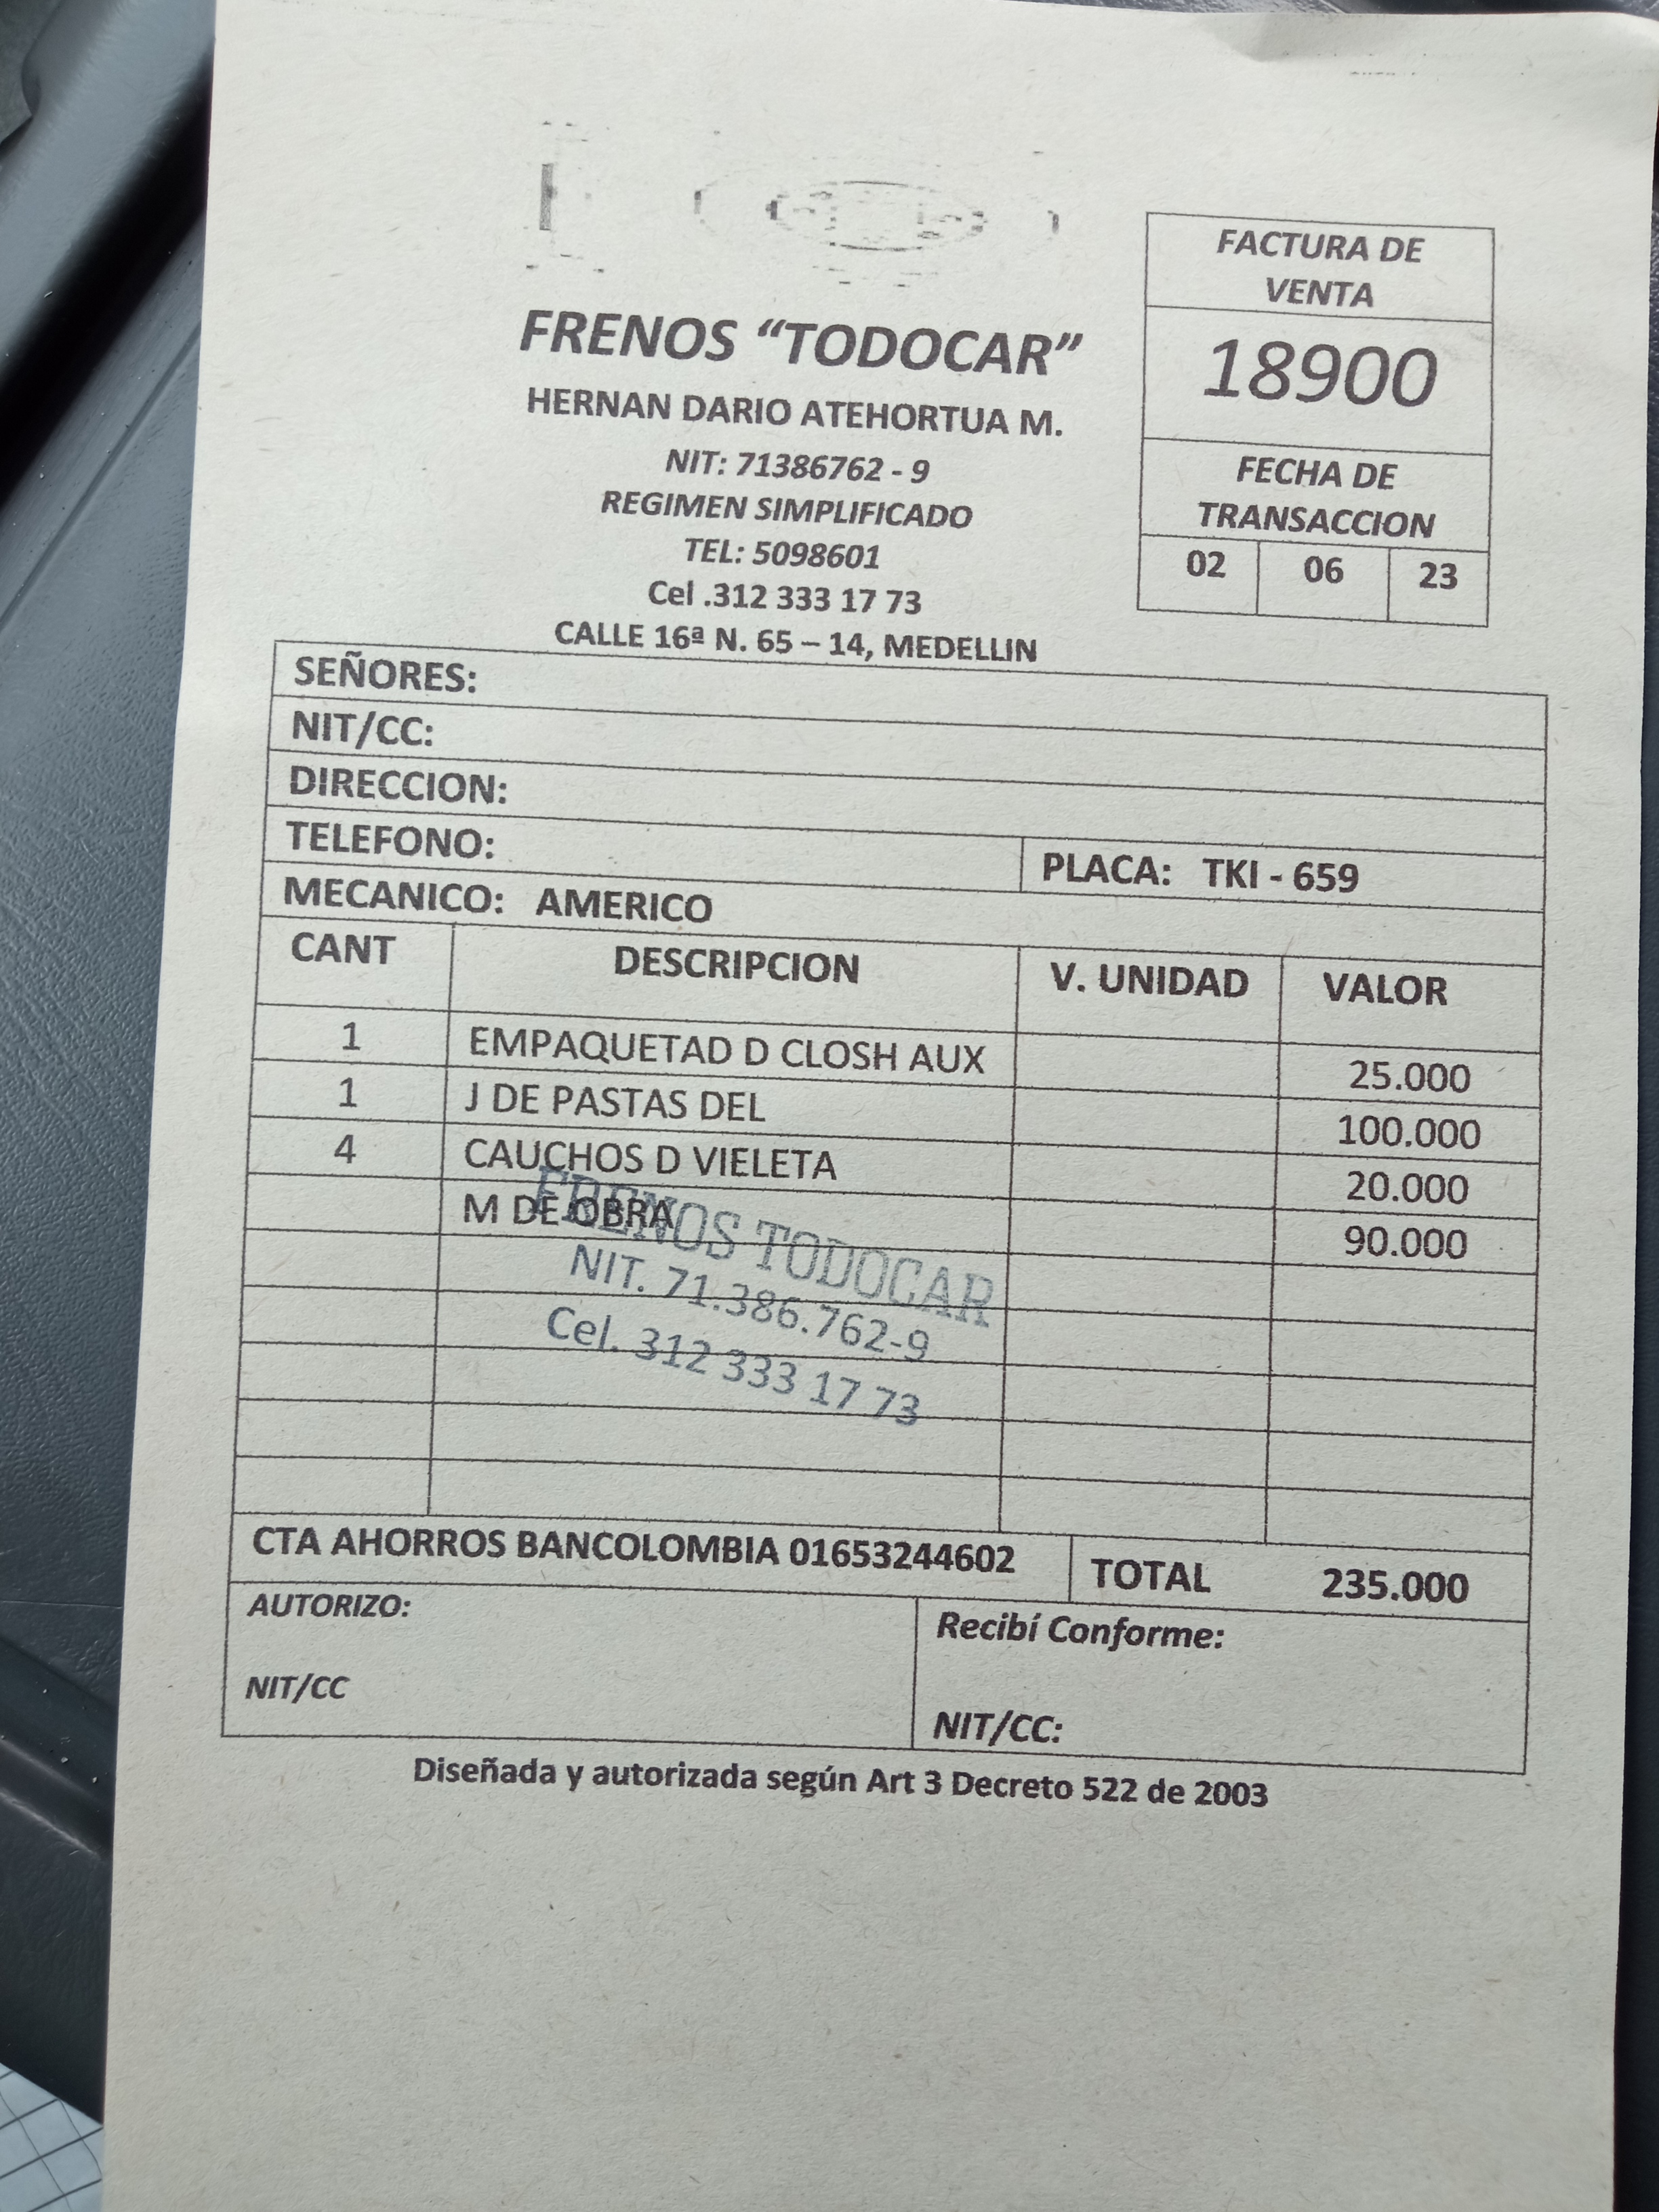 FACTURA DE
VENTA
18900
FECHA DE
TRANSACCION
02 06 23
FRENOS “TODOCAR”
HERNAN DARIO ATEHORTUA M.
NIT: 71386762 - 9
REGIMEN SIMPLIFICADO
TEL: 5098601
Cel .312 333 17 73
CALLE 16ª N. 65 – 14, MEDELLIN
SEÑORES:
NIT/CC:
DIRECCION:
TELEFONO: PLACA: TKI - 659
MECANICO: AMERICO
CANT DESCRIPCION V. UNIDAD VALOR
1 EMPAQUETAD D CLOSH AUX 25.000
1 J DE PASTAS DEL 100.000
4 CAUCHOS D VIELETA 20.000
M DE OBRA 90.000
FRENOS TODOCAR
NIT. 71.386.762-9
Cel. 312 333 17 73
CTA AHORROS BANCOLOMBIA 01653244602 TOTAL 235.000
AUTORIZO: Recibí Conforme:
NIT/CC NIT/CC:
Diseñada y autorizada según Art 3 Decreto 522 de 2003